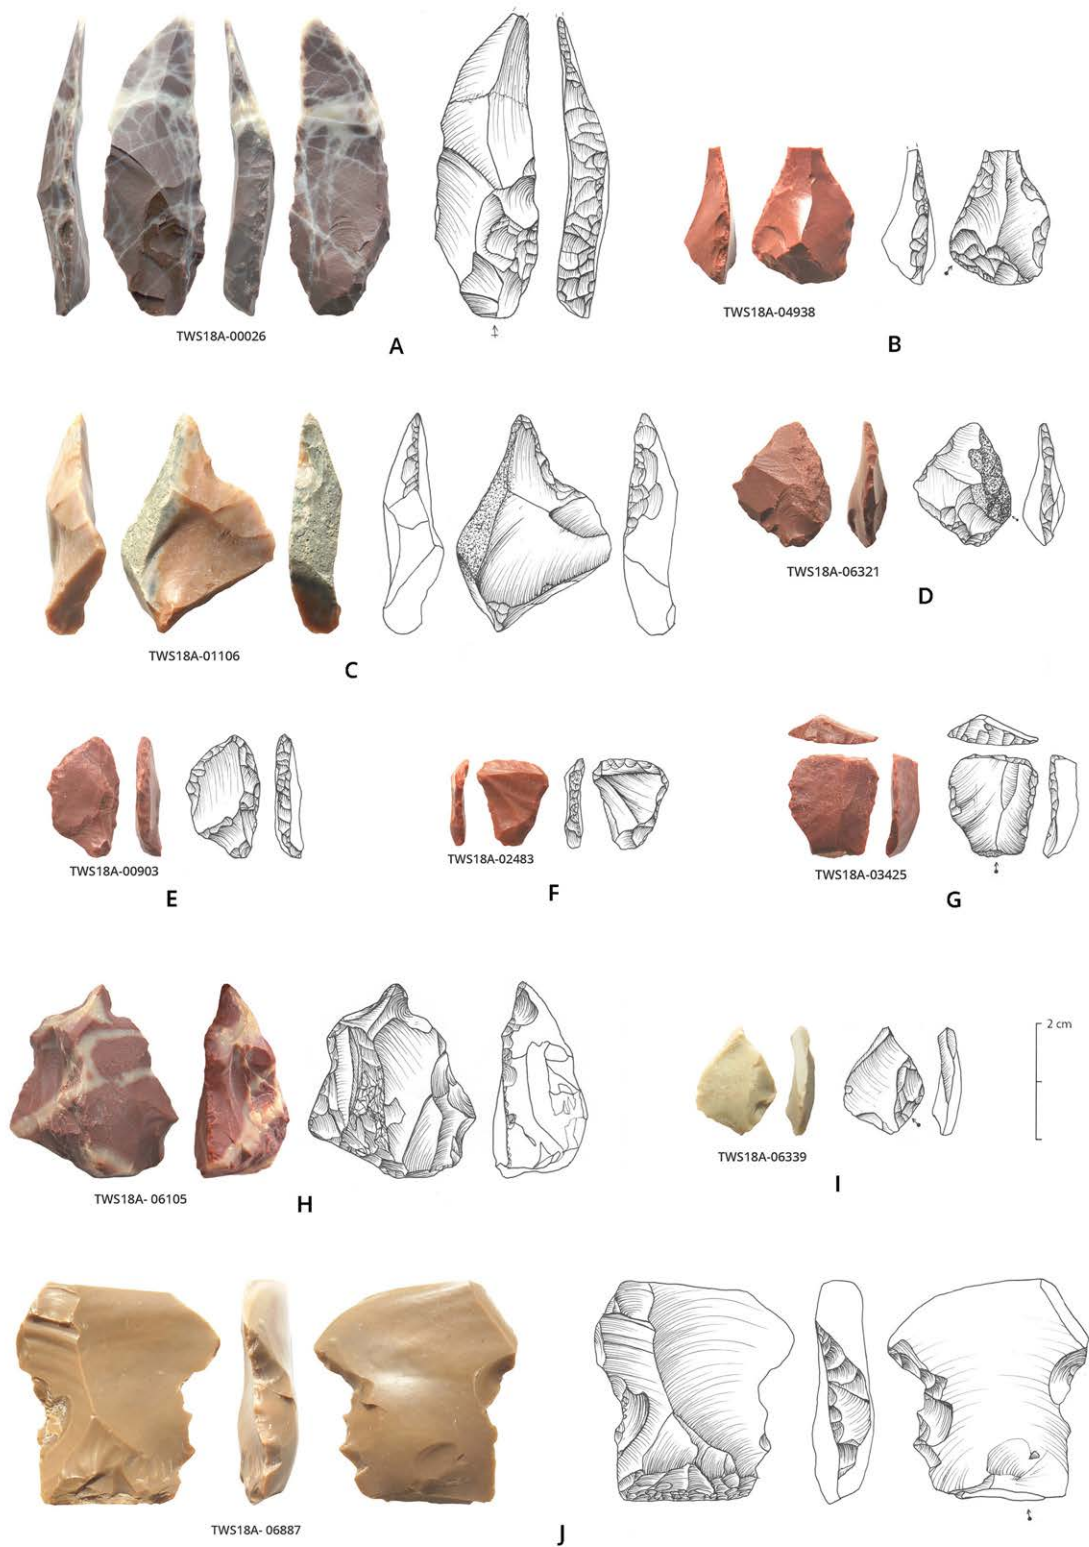 TWS18A-00026
A
TWS18A-04938
B
TWS18A-01106
C
TWS18A-06321
D
TWS18A-00903
E
TWS18A-02483
F
TWS18A-03425
G
TWS18A- 06105
H
2 cm
TWS18A-06339
I
TWS18A- 06887
J